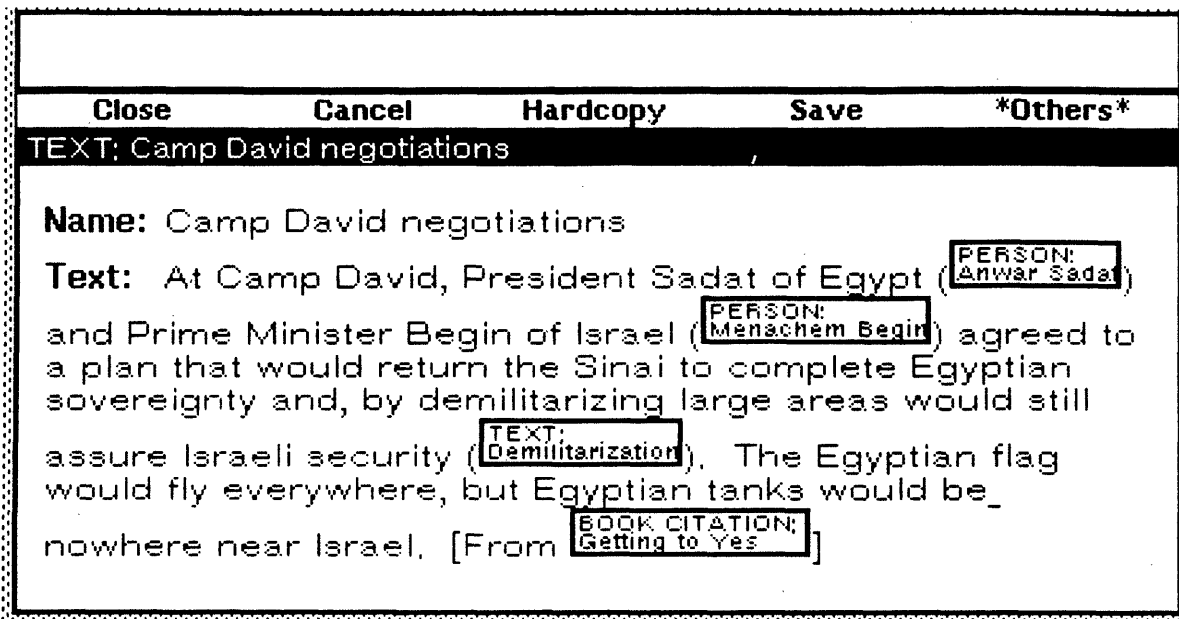 Close Cancel Hardcopy Save *Others*
TEXT: Camp David negotiations
Name: Camp David negotiations
Text: At Camp David, President Sadat of Egypt (PERSON: Anwar Sadat)
and Prime Minister Begin of Israel (PERSON: Menachem Begin) agreed to
a plan that would return the Sinai to complete Egyptian
sovereignty and, by demilitarizing large areas would still
assure Israeli security (TEXT: Demilitarization). The Egyptian flag
would fly everywhere, but Egyptian tanks would be_
nowhere near Israel. [From BOOK CITATION: Getting to Yes]